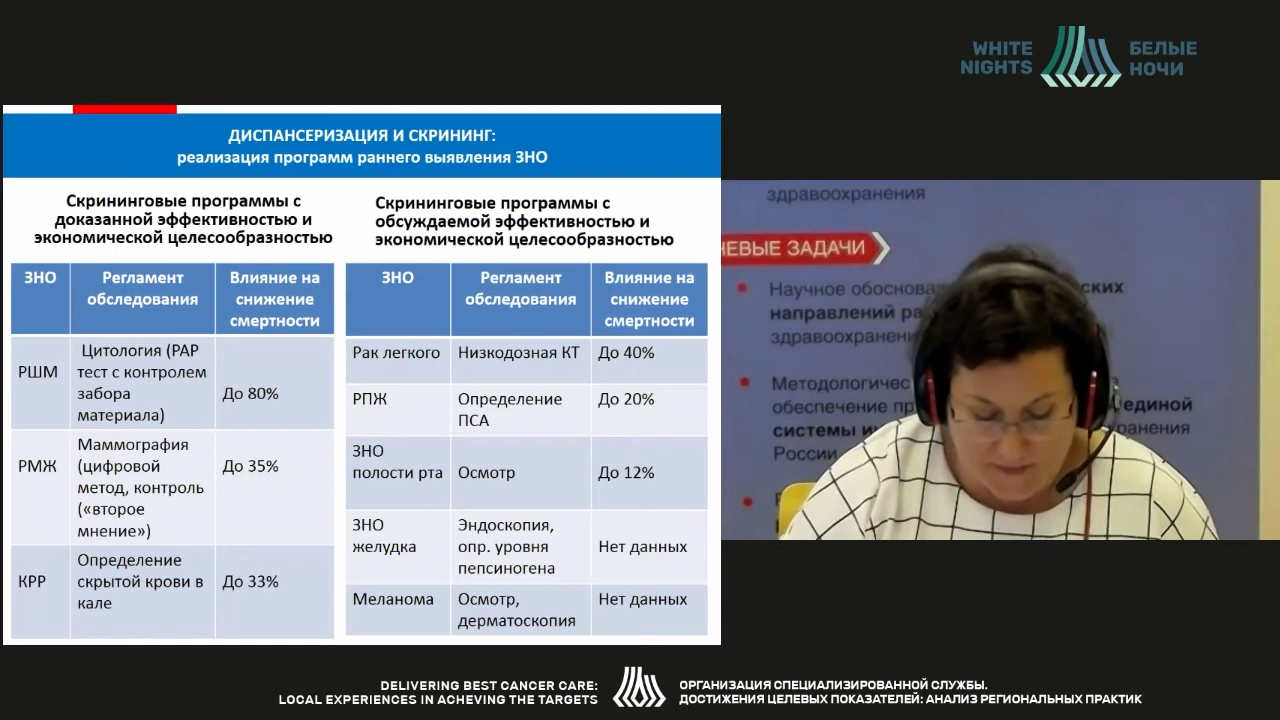 WHITE
NIGHTS
БЕЛЫЕ
НОЧИ
ДИСПАНСЕРИЗАЦИЯ И СКРИНИНГ:
реализация программ раннего выявления ЗНО
Скрининговые программы с
доказанной эффективностью и
экономической целесообразностью
ЗНО
Регламент
обследования
Влияние на
снижение
смертности
РШМ
Цитология (PAP
тест с контролем
забора
материала)
До 80%
РМЖ
Маммография
(цифровой
метод, контроль
(«второе
мнение»)
До 35%
КРР
Определение
скрытой крови в
кале
До 33%
Скрининговые программы с
обсуждаемой эффективностью и
экономической целесообразностью
ЗНО
Регламент
обследования
Влияние на
снижение
смертности
Рак легкого
Низкодозная КТ
До 40%
РПЖ
Определение
ПСА
До 20%
ЗНО
полости рта
Осмотр
До 12%
ЗНО
желудка
Эндоскопия,
опр. уровня
пепсиногена
Нет данных
Меланома
Осмотр,
дерматоскопия
Нет данных
здравоохранения
ЗАДАЧИ
Научное
ских
направлений
здравоохранени
Методологичес
обеспечение
единой
системы
хранения
России
DELIVERING BEST CANCER CARE:
LOCAL EXPERIENCES IN ACHEVING THE TARGETS
ОРГАНИЗАЦИЯ СПЕЦИАЛИЗИРОВАННОЙ СЛУЖБЫ.
ДОСТИЖЕНИЯ ЦЕЛЕВЫХ ПОКАЗАТЕЛЕЙ: АНАЛИЗ РЕГИОНАЛЬНЫХ ПРАКТИК